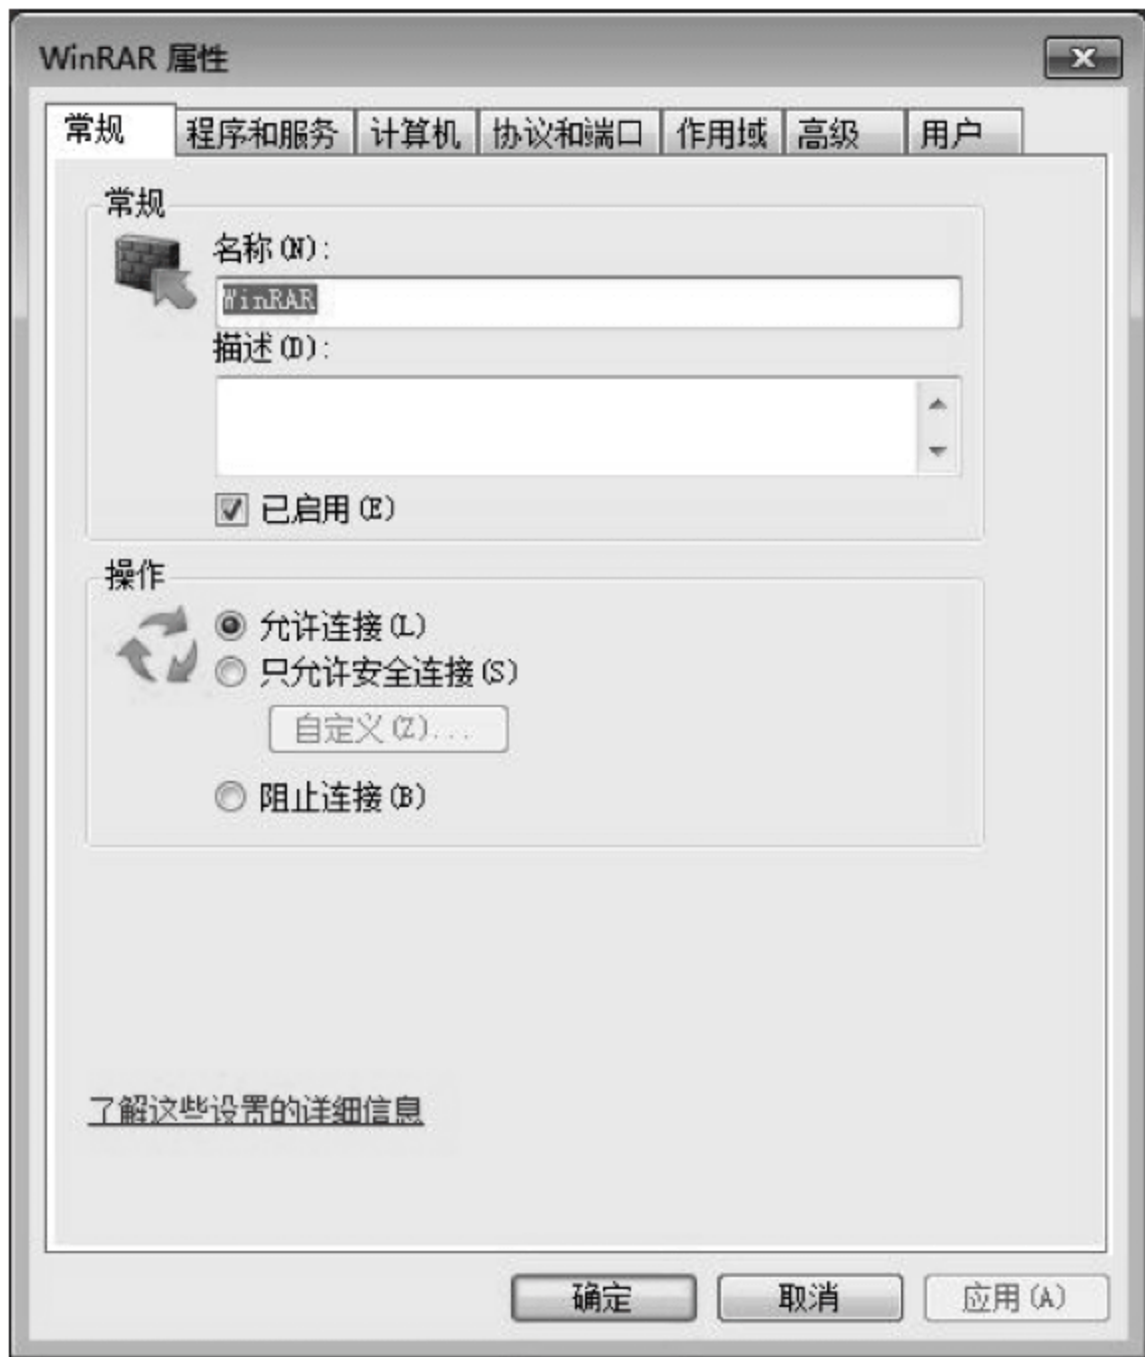 WinRAR 属性
常规 程序和服务 计算机 协议和端口 作用域 高级 用户
常规
名称(N):
WinRAR
描述(D):
已启用(E)
操作
允许连接(L)
只允许安全连接(S)
自定义(Z)...
阻止连接(B)
了解这些设置的详细信息
确定 取消 应用(A)